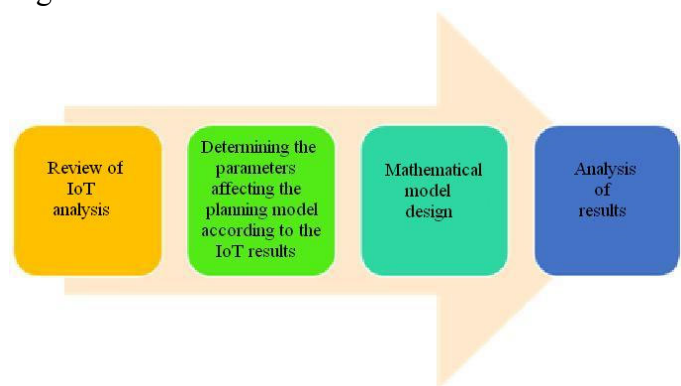 Review of
IoT
analysis
Determining the
parameters
affecting the
planning model
according to the
IoT results
Mathematical
model
design
Analysis
of
results